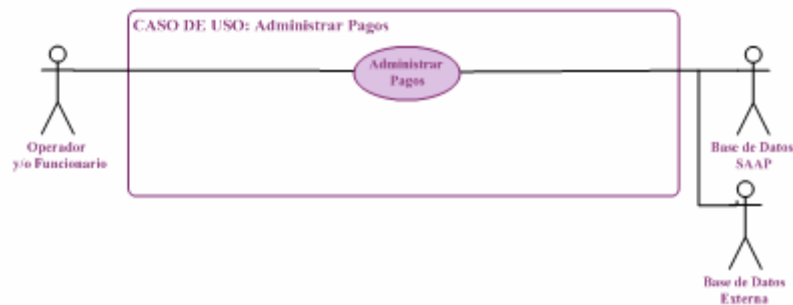 CASO DE USO: Administrar Pagos
Administrar
Pagos
Operador
y/o Funcionario
Base de Datos
SAAP
Base de Datos
Externa